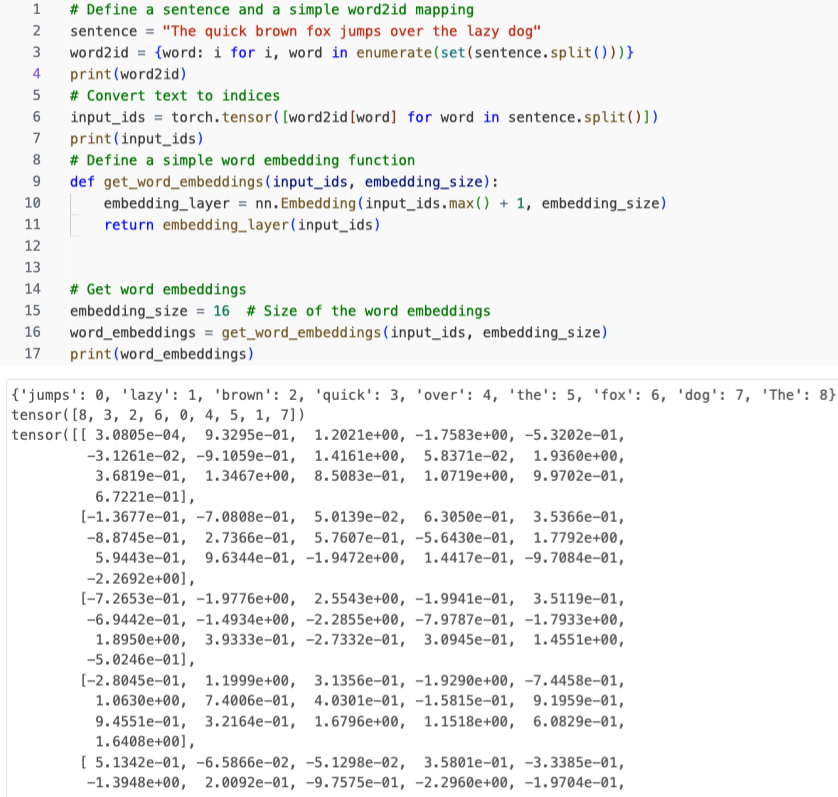 1 # Define a sentence and a simple word2id mapping
2 sentence = "The quick brown fox jumps over the lazy dog"
3 word2id = {word: i for i, word in enumerate(set(sentence.split()))}
4 print(word2id)
5 # Convert text to indices
6 input_ids = torch.tensor([word2id[word] for word in sentence.split()])
7 print(input_ids)
8 # Define a simple word embedding function
9 def get_word_embeddings(input_ids, embedding_size):
10     embedding_layer = nn.Embedding(input_ids.max() + 1, embedding_size)
11     return embedding_layer(input_ids)
12
13
14 # Get word embeddings
15 embedding_size = 16  # Size of the word embeddings
16 word_embeddings = get_word_embeddings(input_ids, embedding_size)
17 print(word_embeddings)
{'jumps': 0, 'lazy': 1, 'brown': 2, 'quick': 3, 'over': 4, 'the': 5, 'fox': 6, 'dog': 7, 'The': 8}
tensor([8, 3, 2, 6, 0, 4, 5, 1, 7])
tensor([[ 3.0805e-04,  9.3295e-01,  1.2021e+00, -1.7583e+00, -5.3202e-01,
-3.1261e-02, -9.1059e-01,  1.4161e+00,  5.8371e-02,  1.9360e+00,
3.6819e-01,  1.3467e+00,  8.5083e-01,  1.0719e+00,  9.9702e-01,
6.7221e-01],
[-1.3677e-01, -7.0808e-01,  5.0139e-02,  6.3050e-01,  3.5366e-01,
-8.8745e-01,  2.7366e-01,  5.7607e-01, -5.6430e-01,  1.7792e+00,
5.9443e-01,  9.6344e-01, -1.9472e+00,  1.4417e-01, -9.7084e-01,
-2.2692e+00],
[-7.2653e-01, -1.9776e+00,  2.5543e+00, -1.9941e-01,  3.5119e-01,
-6.9442e-01, -1.4934e+00, -2.2855e+00, -7.9787e-01, -1.7933e+00,
1.8950e+00,  3.9333e-01, -2.7332e-01,  3.0945e-01,  1.4551e+00,
-5.0246e-01],
[-2.8045e-01,  1.1999e+00,  3.1356e-01, -1.9290e+00, -7.4458e-01,
1.0630e+00,  7.4006e-01,  4.0301e-01, -1.5815e-01,  9.1959e-01,
9.4551e-01,  3.2164e-01,  1.6796e+00,  1.1518e+00,  6.0829e-01,
1.6408e+00],
[ 5.1342e-01, -6.5866e-02, -5.1298e-02,  3.5801e-01, -3.3385e-01,
-1.3948e+00,  2.0092e-01, -9.7575e-01, -2.2960e+00, -1.9704e-01,